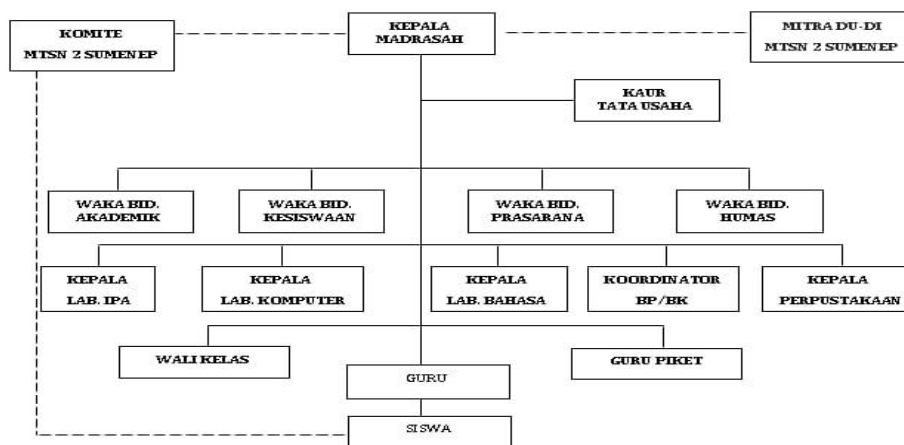 KOMITE
MTSN 2 SUMENEP
KEPALA
MADRASAH
MITRA DU-DI
MTSN 2 SUMENEP
KAUR
TATA USAHA
WAKA BID.
AKADEMIK
WAKA BID.
KESISWAAN
WAKA BID.
PRASARANA
WAKA BID.
HUMAS
KEPALA
LAB. IPA
KEPALA
LAB. KOMPUTER
KEPALA
LAB. BAHASA
KOORDINATOR
BP/BK
KEPALA
PERPUSTAKAAN
WALI KELAS
GURU PIKET
GURU
SISWA